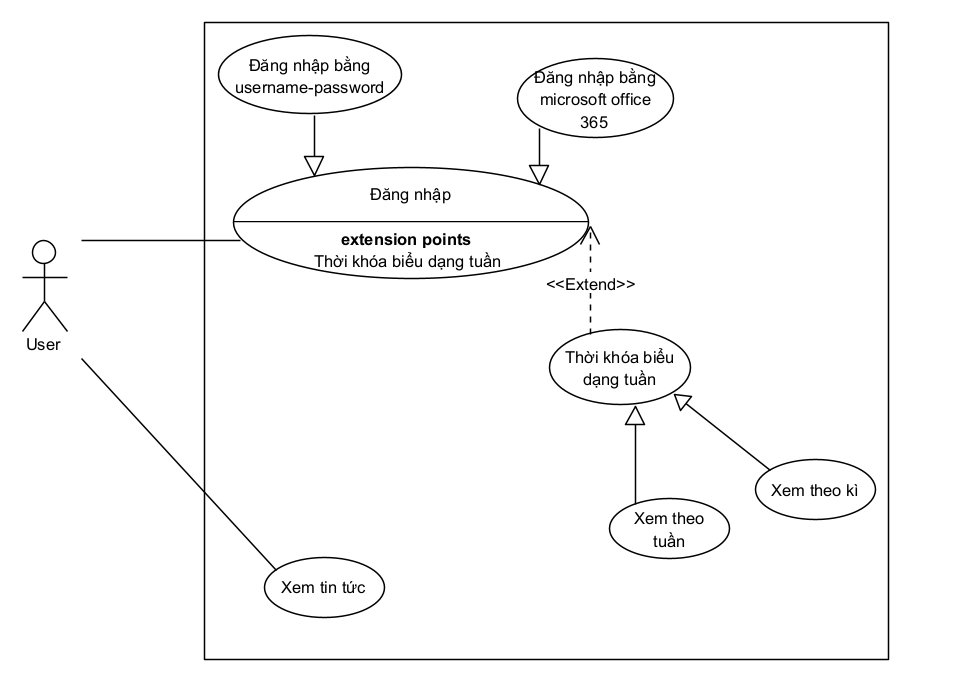 Đăng nhập bằng
username-password
Đăng nhập bằng
microsoft office
365
Đăng nhập
extension points
Thời khóa biểu dạng tuần
<<Extend>>
User
Thời khóa biểu
dạng tuần
Xem theo kì
Xem theo
tuần
Xem tin tức